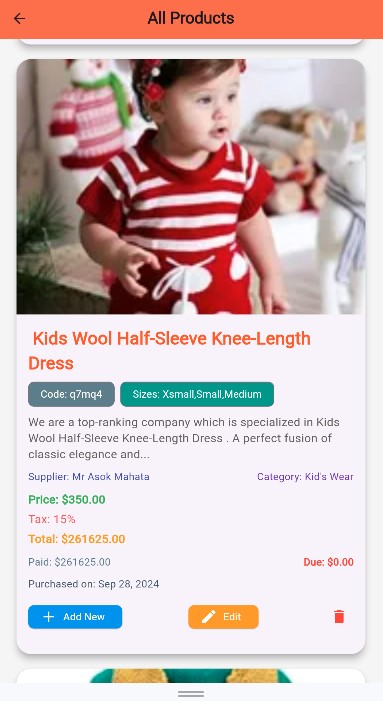 All Products
Kids Wool Half-Sleeve Knee-Length
Dress
Code: q7mq4
Sizes: Xsmall,Small,Medium
We are a top-ranking company which is specialized in Kids
Wool Half-Sleeve Knee-Length Dress . A perfect fusion of
classic elegance and...
Supplier: Mr Asok Mahata
Category: Kid's Wear
Price: $350.00
Tax: 15%
Total: $261625.00
Paid: $261625.00
Due: $0.00
Purchased on: Sep 28, 2024
Add New
Edit